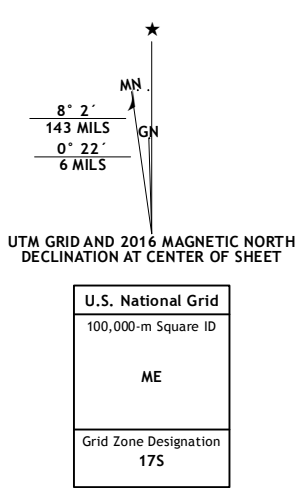 ★
MN
8° 2´
143 MILS
GN
0° 22´
6 MILS
UTM GRID AND 2016 MAGNETIC NORTH
DECLINATION AT CENTER OF SHEET
U.S. National Grid
100,000-m Square ID
ME
Grid Zone Designation
17S